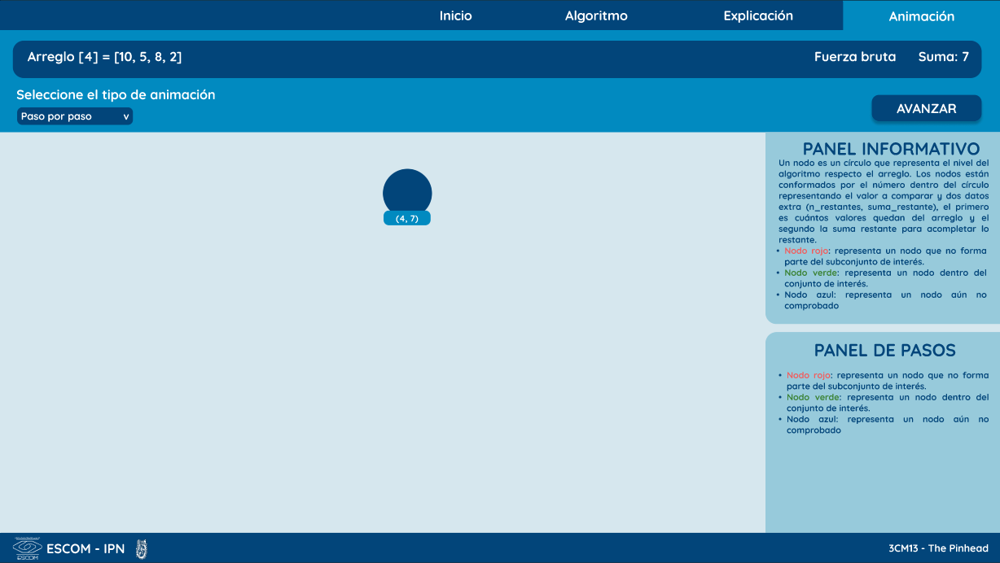 Inicio Algoritmo Explicación Animación
Arreglo [4] = [10, 5, 8, 2] Fuerza bruta Suma: 7
Seleccione el tipo de animación
Paso por paso v
AVANZAR
(4, 7)
PANEL INFORMATIVO
Un nodo es un círculo que representa el nivel del
algoritmo respecto el arreglo. Los nodos están
conformados por el número dentro del círculo
representando el valor a comparar y dos datos
extra (n_restantes, suma_restante), el primero
es cuántos valores quedan del arreglo y el
segundo la suma restante para acompletar lo
restante.
• Nodo rojo: representa un nodo que no forma
parte del subconjunto de interés.
• Nodo verde: representa un nodo dentro del
conjunto de interés.
• Nodo azul: representa un nodo aún no
comprobado
PANEL DE PASOS
• Nodo rojo: representa un nodo que no forma
parte del subconjunto de interés.
• Nodo verde: representa un nodo dentro del
conjunto de interés.
• Nodo azul: representa un nodo aún no
comprobado
ESCOM
ESCOM - IPN
3CM13 - The Pinhead